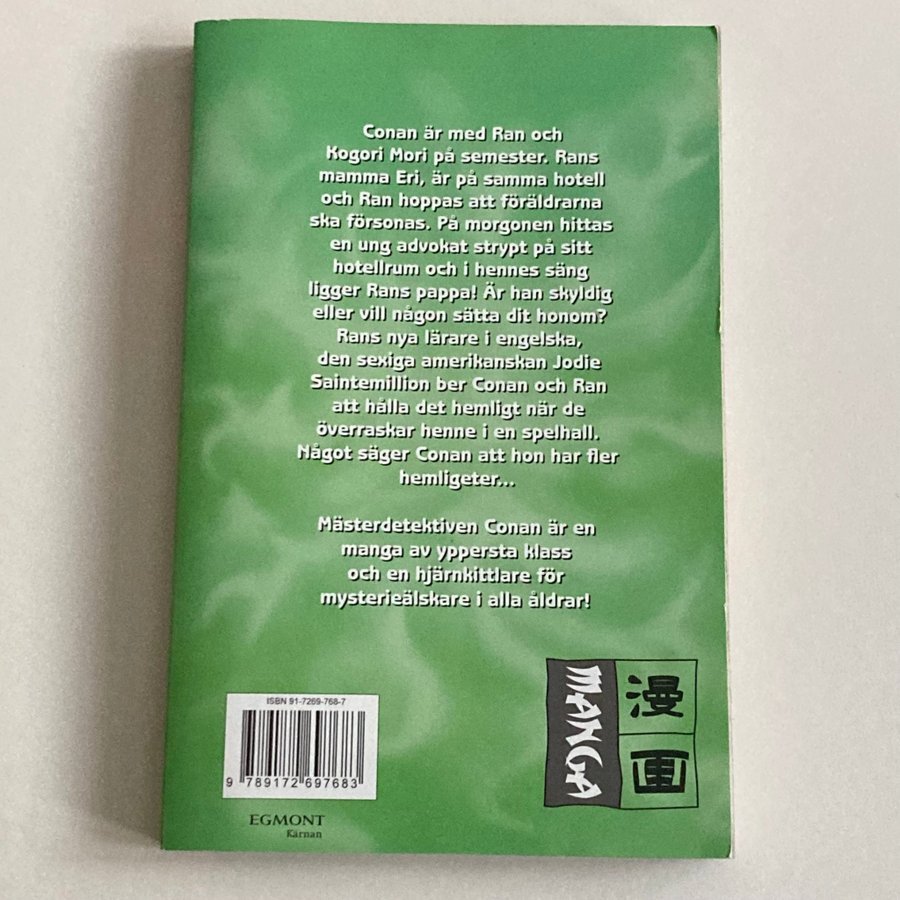 Conan är med Ran och
Kogori Mori på semester. Rans
mamma Eri, är på samma hotell
och Ran hoppas att föräldrarna
ska försonas. På morgonen hittas
en ung advokat strypt på sitt
hotellrum och i hennes säng
ligger Rans pappa! Är han skyldig
eller vill någon sätta dit honom?
Rans nya lärare i engelska,
den sexiga amerikanskan Jodie
Saintemillion ber Conan och Ran
att hålla det hemligt när de
överraskar henne i en spelhall.
Något säger Conan att hon har fler
hemligeter...
Mästerdetektiven Conan är en
manga av yppersta klass
och en hjärnkittlare för
mysterieälskare i alla åldrar!
ISBN 91-7269-768-7
9 789172 697683
EGMONT
Kärnan
MANGA
漫
画